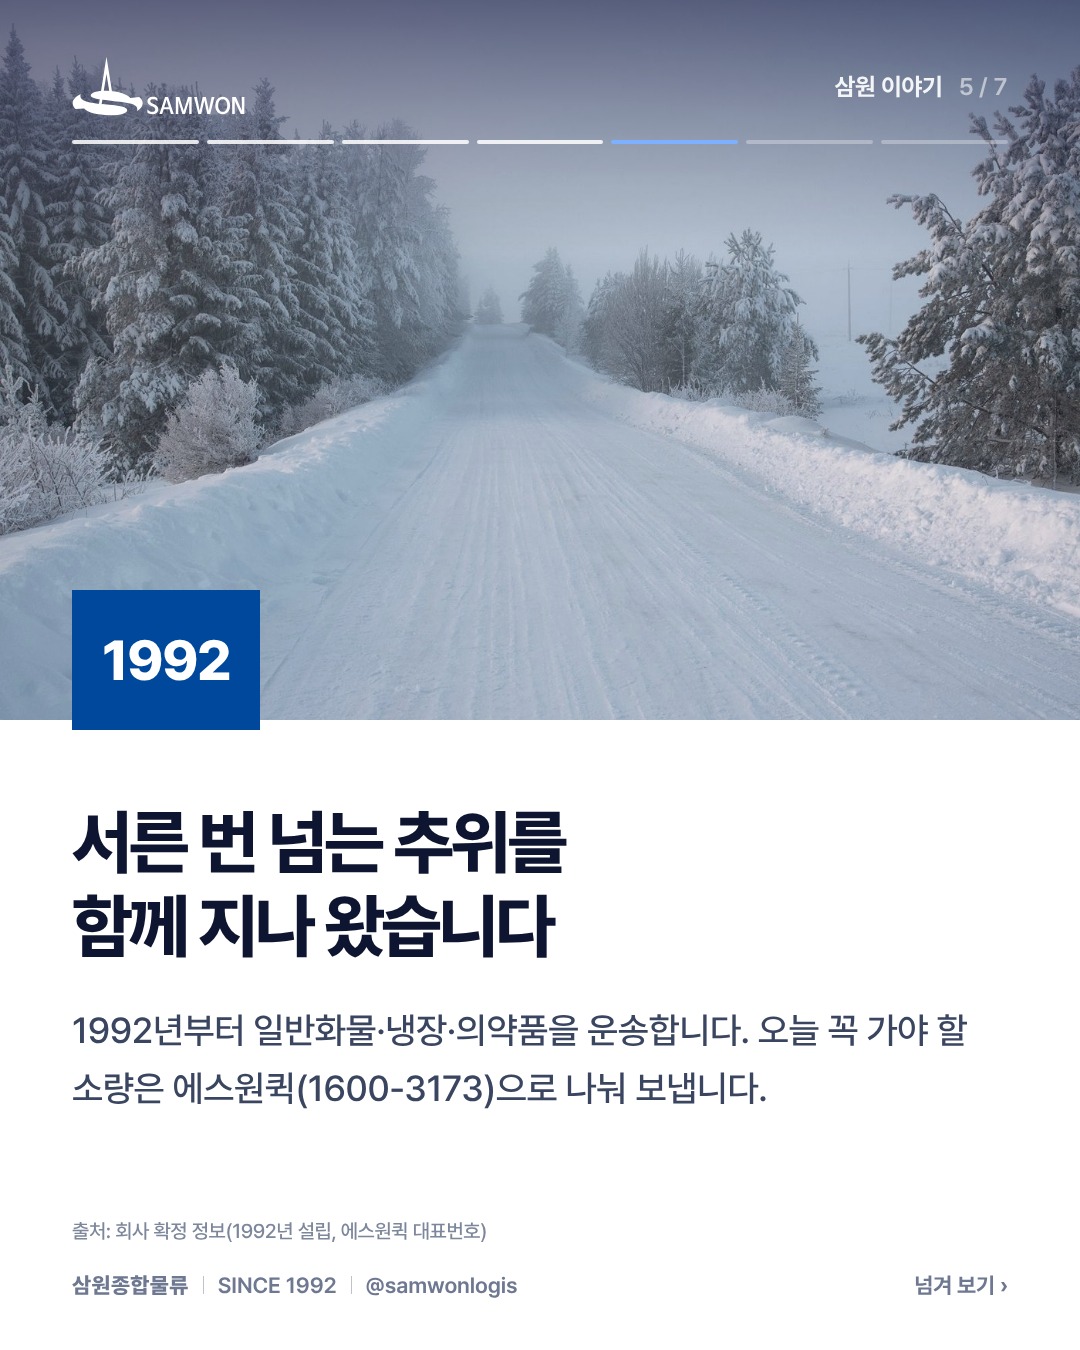 SAMWON
삼원 이야기 5 / 7
1992
서른 번 넘는 추위를
함께 지나 왔습니다
1992년부터 일반화물·냉장·의약품을 운송합니다. 오늘 꼭 가야 할
소량은 에스원퀵(1600-3173)으로 나눠 보냅니다.
출처: 회사 확정 정보(1992년 설립, 에스원퀵 대표번호)
삼원종합물류 | SINCE 1992 | @samwonlogis
넘겨 보기 ›